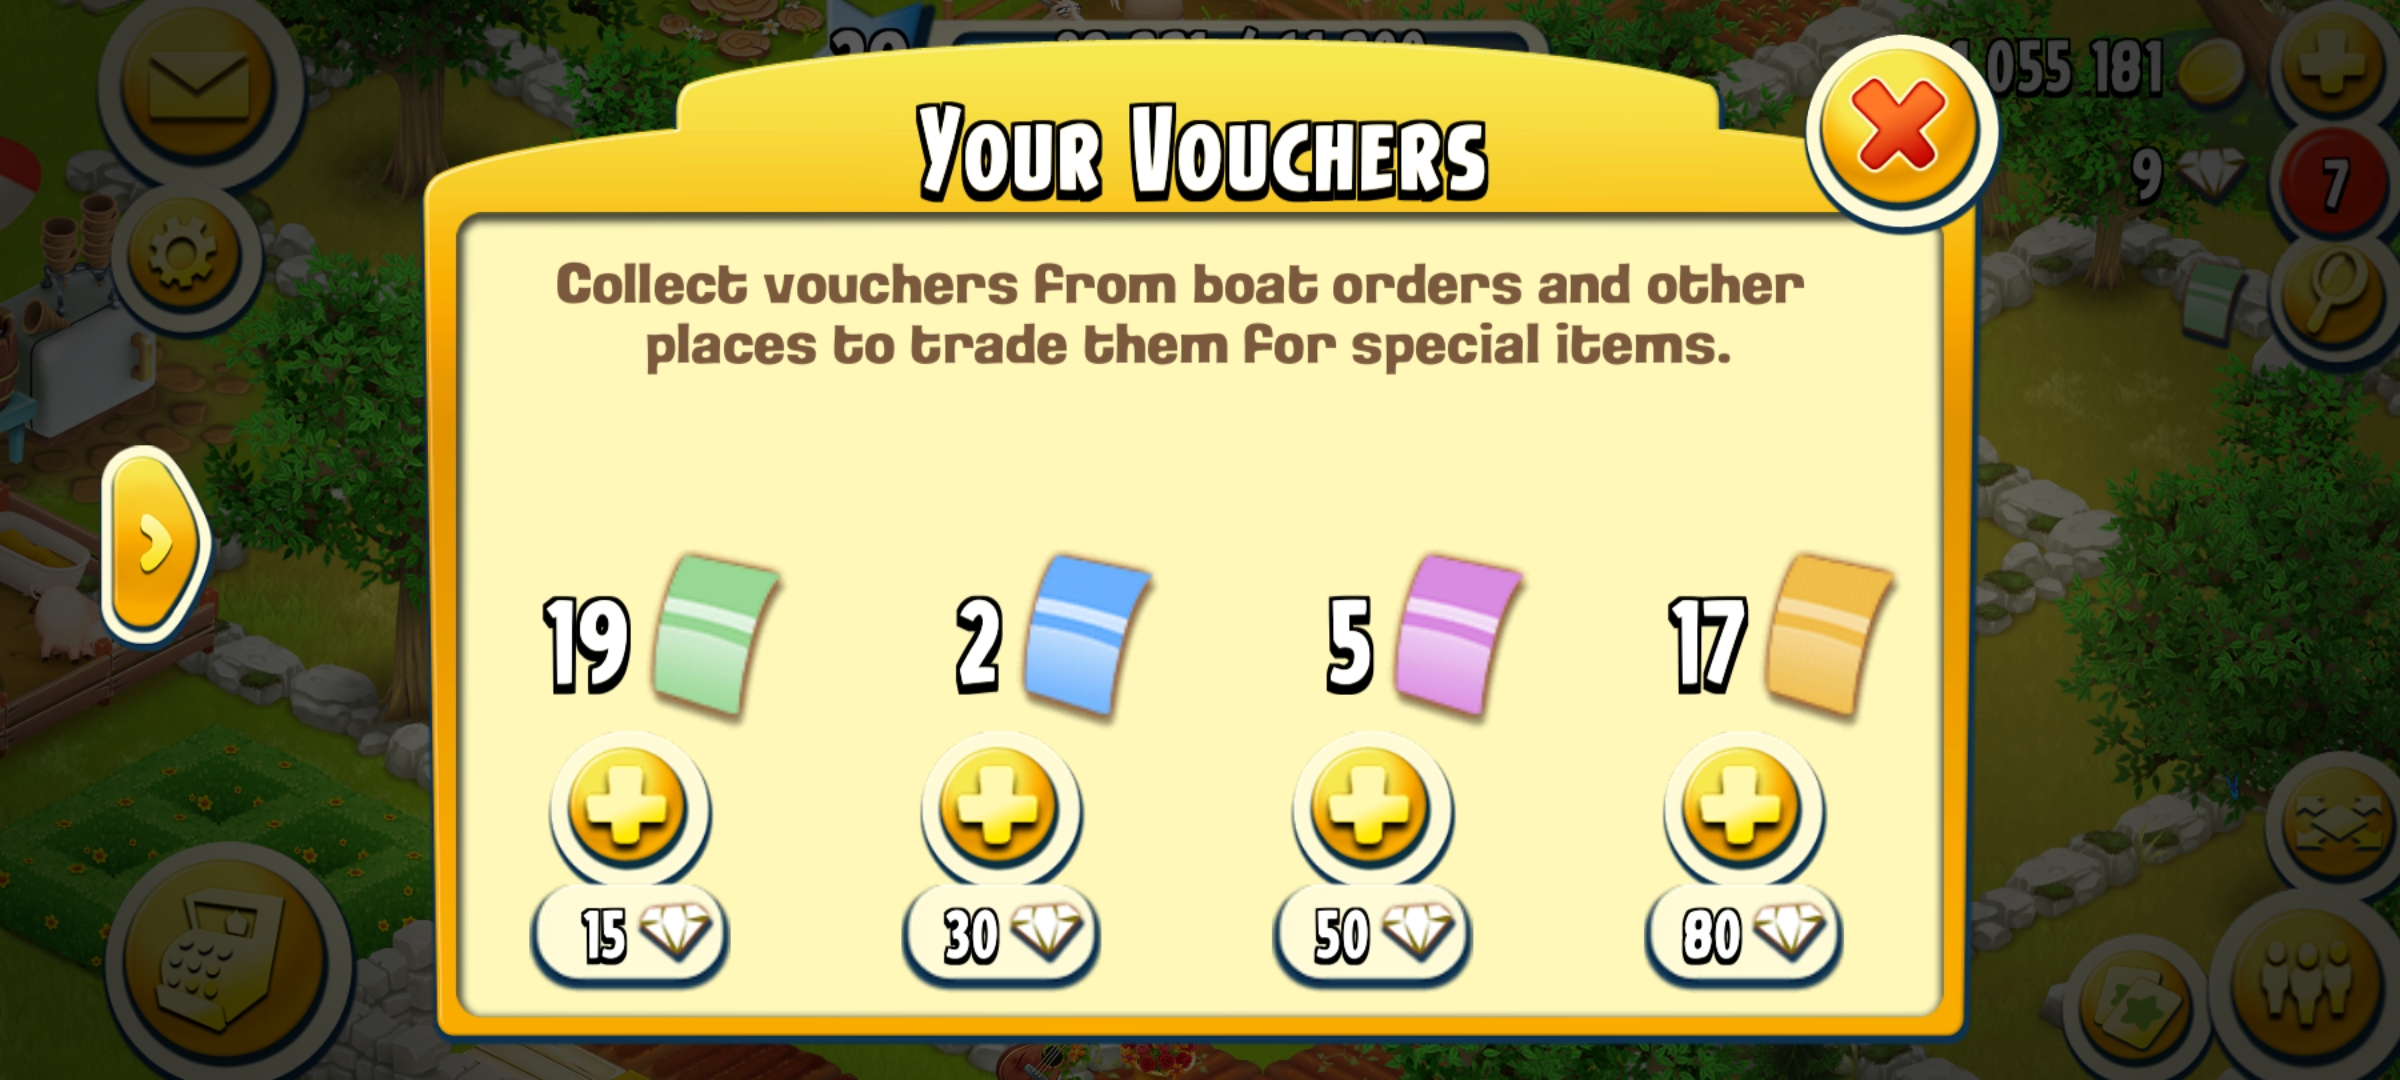 055 181
9
7
Your Vouchers
Collect vouchers from boat orders and other
places to trade them for special items.
19 2 5 17
15 30 50 80